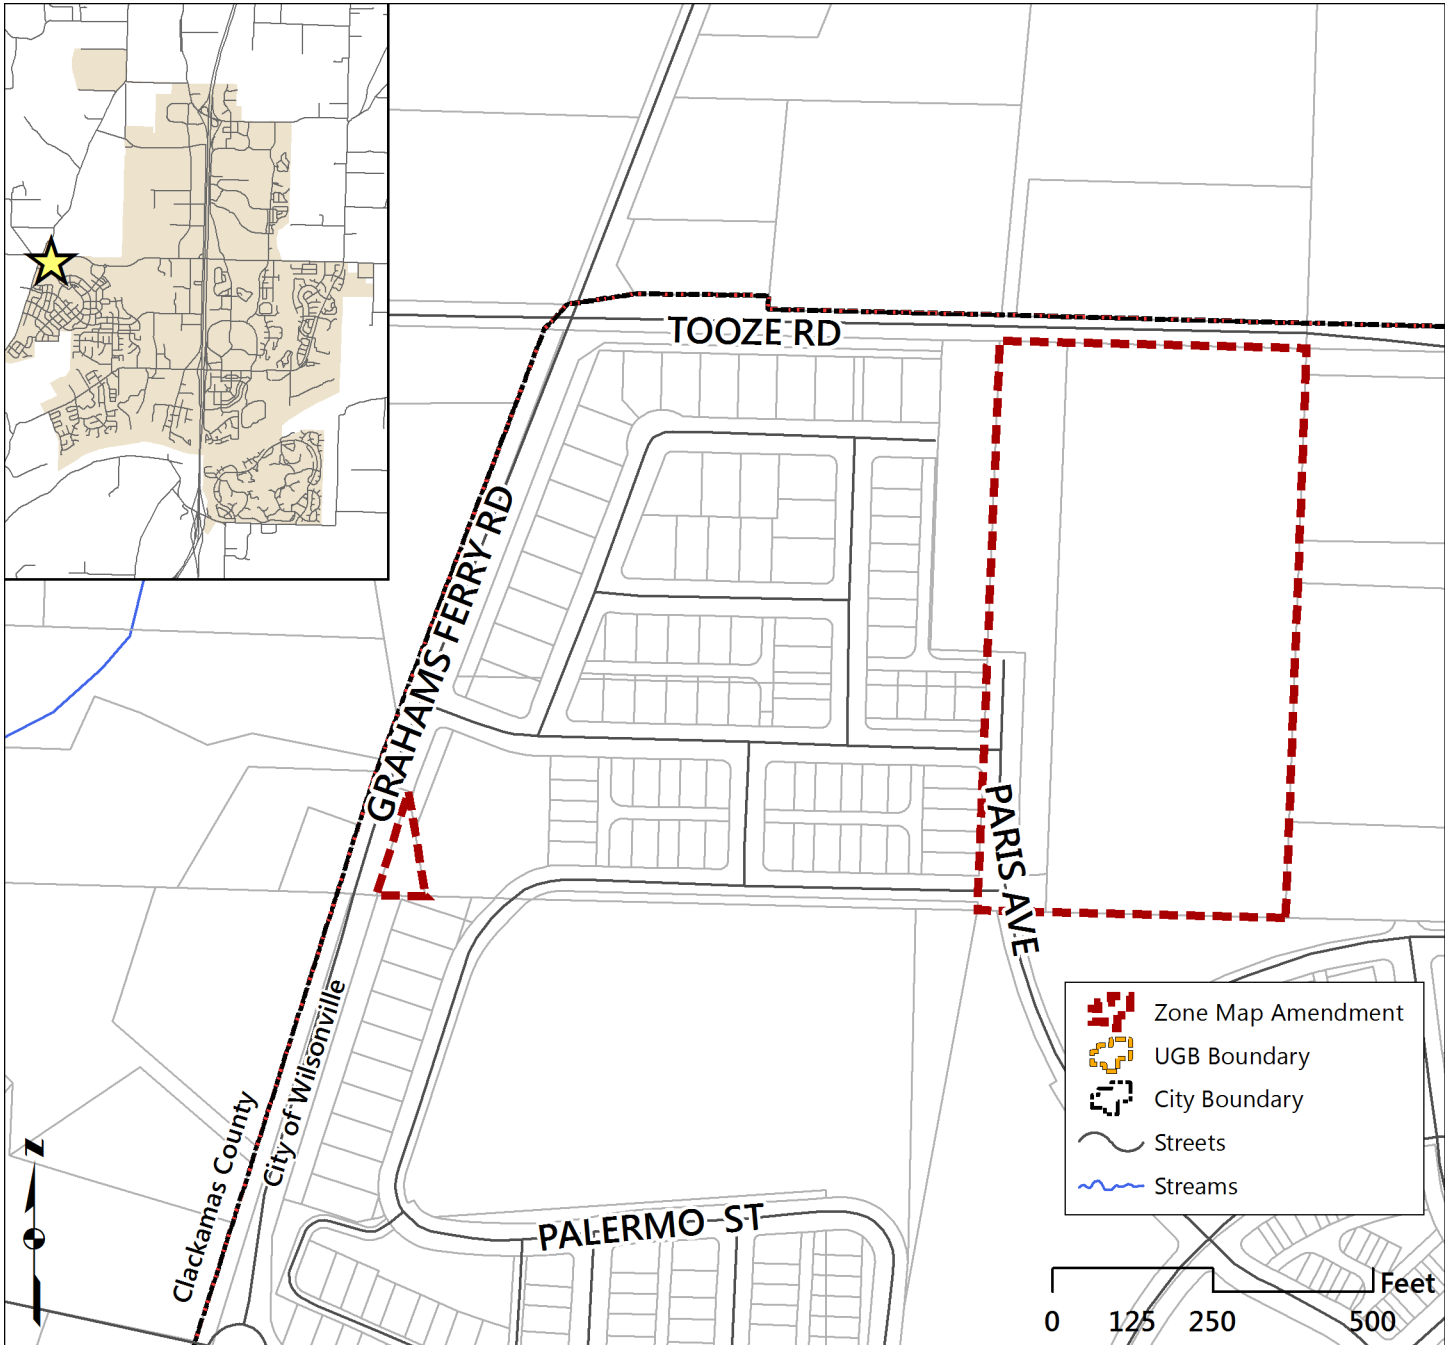 TOOZE RD
GRAHAMS FERRY RD
PARIS AVE
City of Wilsonville
Clackamas County
PALERMO ST
Zone Map Amendment
UGB Boundary
City Boundary
Streets
Streams
N
Feet
0 125 250 500